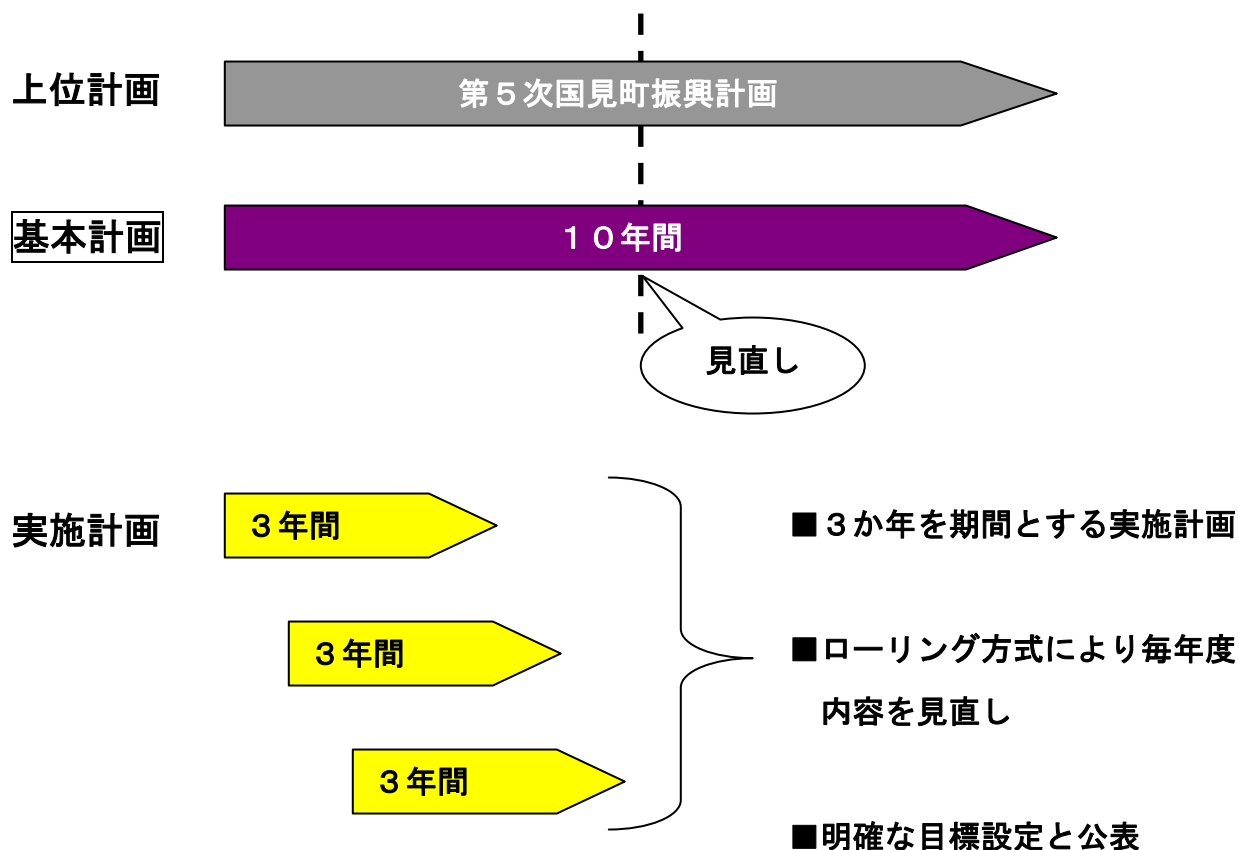 上位計画
第５次国見町振興計画
基本計画
１０年間
見直し
実施計画
３年間
３年間
３年間
■３か年を期間とする実施計画
■ローリング方式により毎年度
内容を見直し
■明確な目標設定と公表